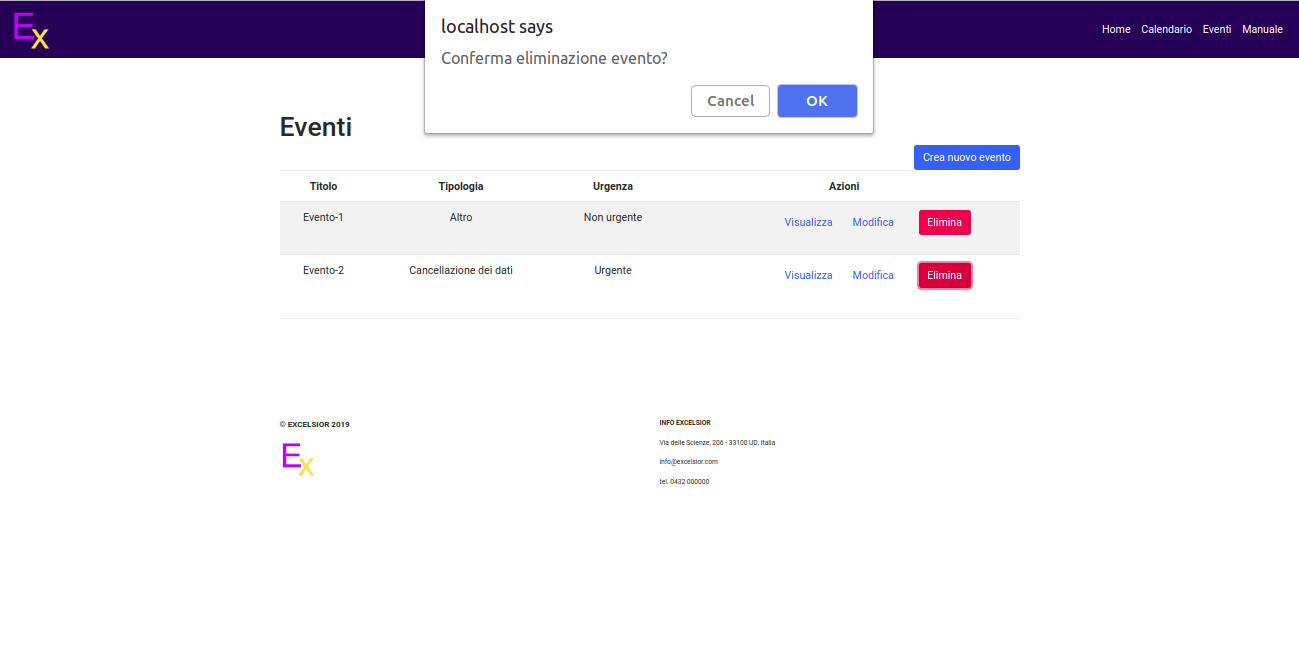 Ex
localhost says
Conferma eliminazione evento?
Cancel OK
Home Calendario Eventi Manuale
Eventi
Crea nuovo evento
Titolo Tipologia Urgenza Azioni
Evento-1 Altro Non urgente Visualizza Modifica Elimina
Evento-2 Cancellazione dei dati Urgente Visualizza Modifica Elimina
© EXCELSIOR 2019
Ex
INFO EXCELSIOR
Via delle Scienze, 206 - 33100 UD, Italia
info@excelsior.com
tel. 0432 000000